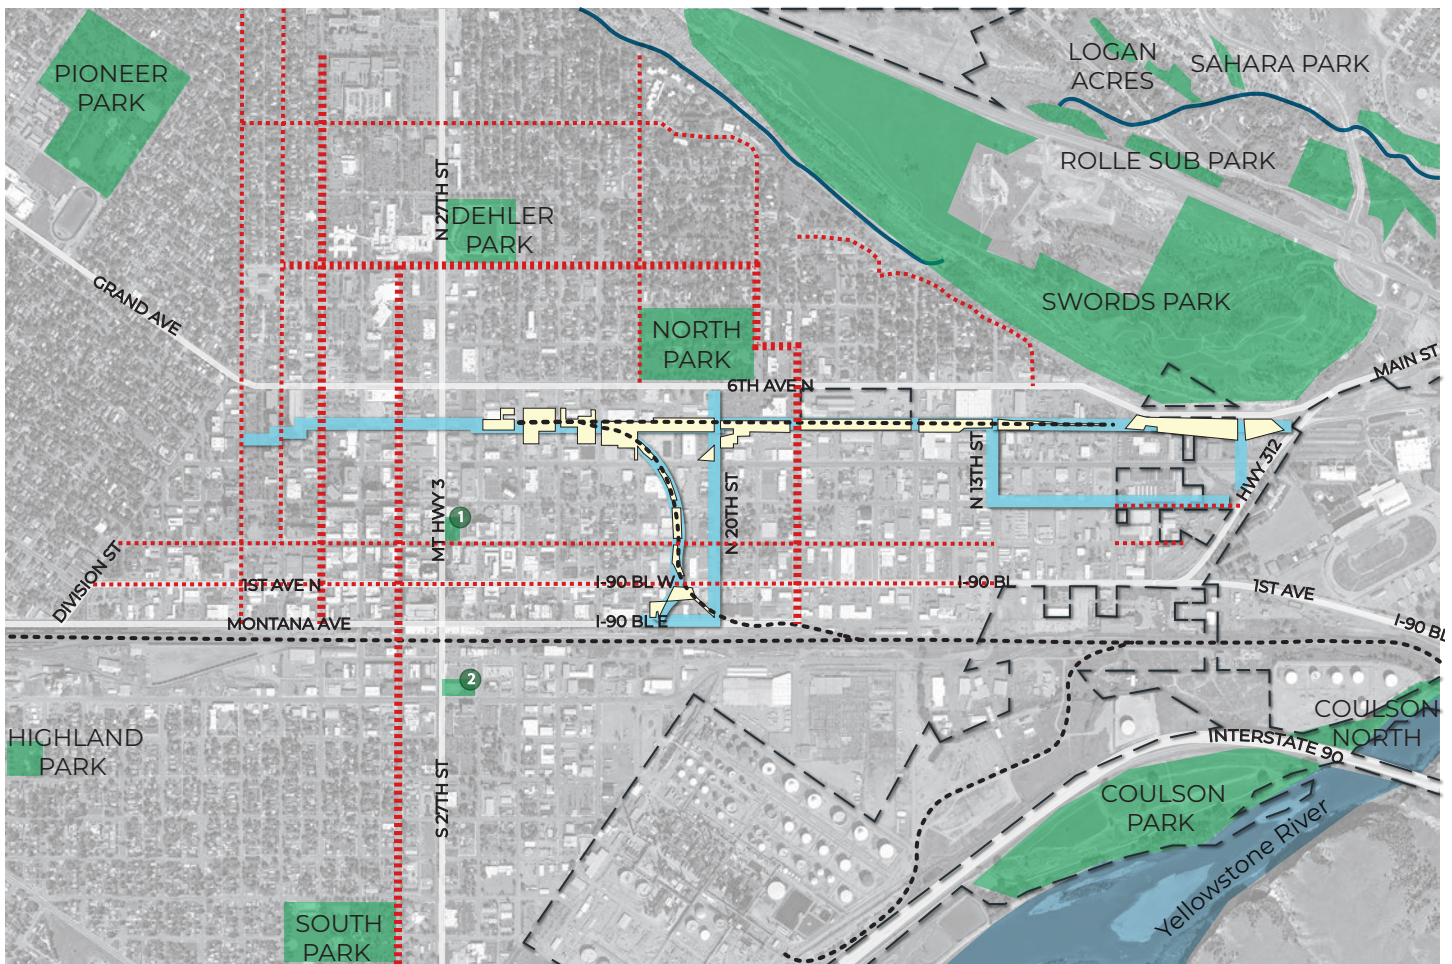 LOGAN
ACRES
SAHARA PARK
PIONEER
PARK
ROLLE SUB PARK
N 27TH ST
DEHLER
PARK
GRAND AVE
SWORDS PARK
NORTH
PARK
MAIN ST
6TH AVE N
HWY 312
N 13TH ST
N 20TH ST
MT HWY 3
1
DIVISION ST
1ST AVE N
I-90 BL W
I-90 BL
1ST AVE
MONTANA AVE
I-90 BL E
I-90 BL
2
COULSON
NORTH
HIGHLAND
PARK
INTERSTATE 90
S 27TH ST
COULSON
PARK
Yellowstone River
SOUTH
PARK